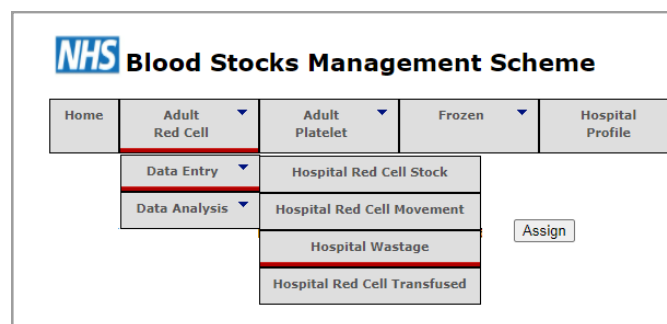 NHS Blood Stocks Management Scheme
Home
Adult
Red Cell
Adult
Platelet
Frozen
Hospital
Profile
Data Entry
Hospital Red Cell Stock
Data Analysis
Hospital Red Cell Movement
Assign
Hospital Wastage
Hospital Red Cell Transfused